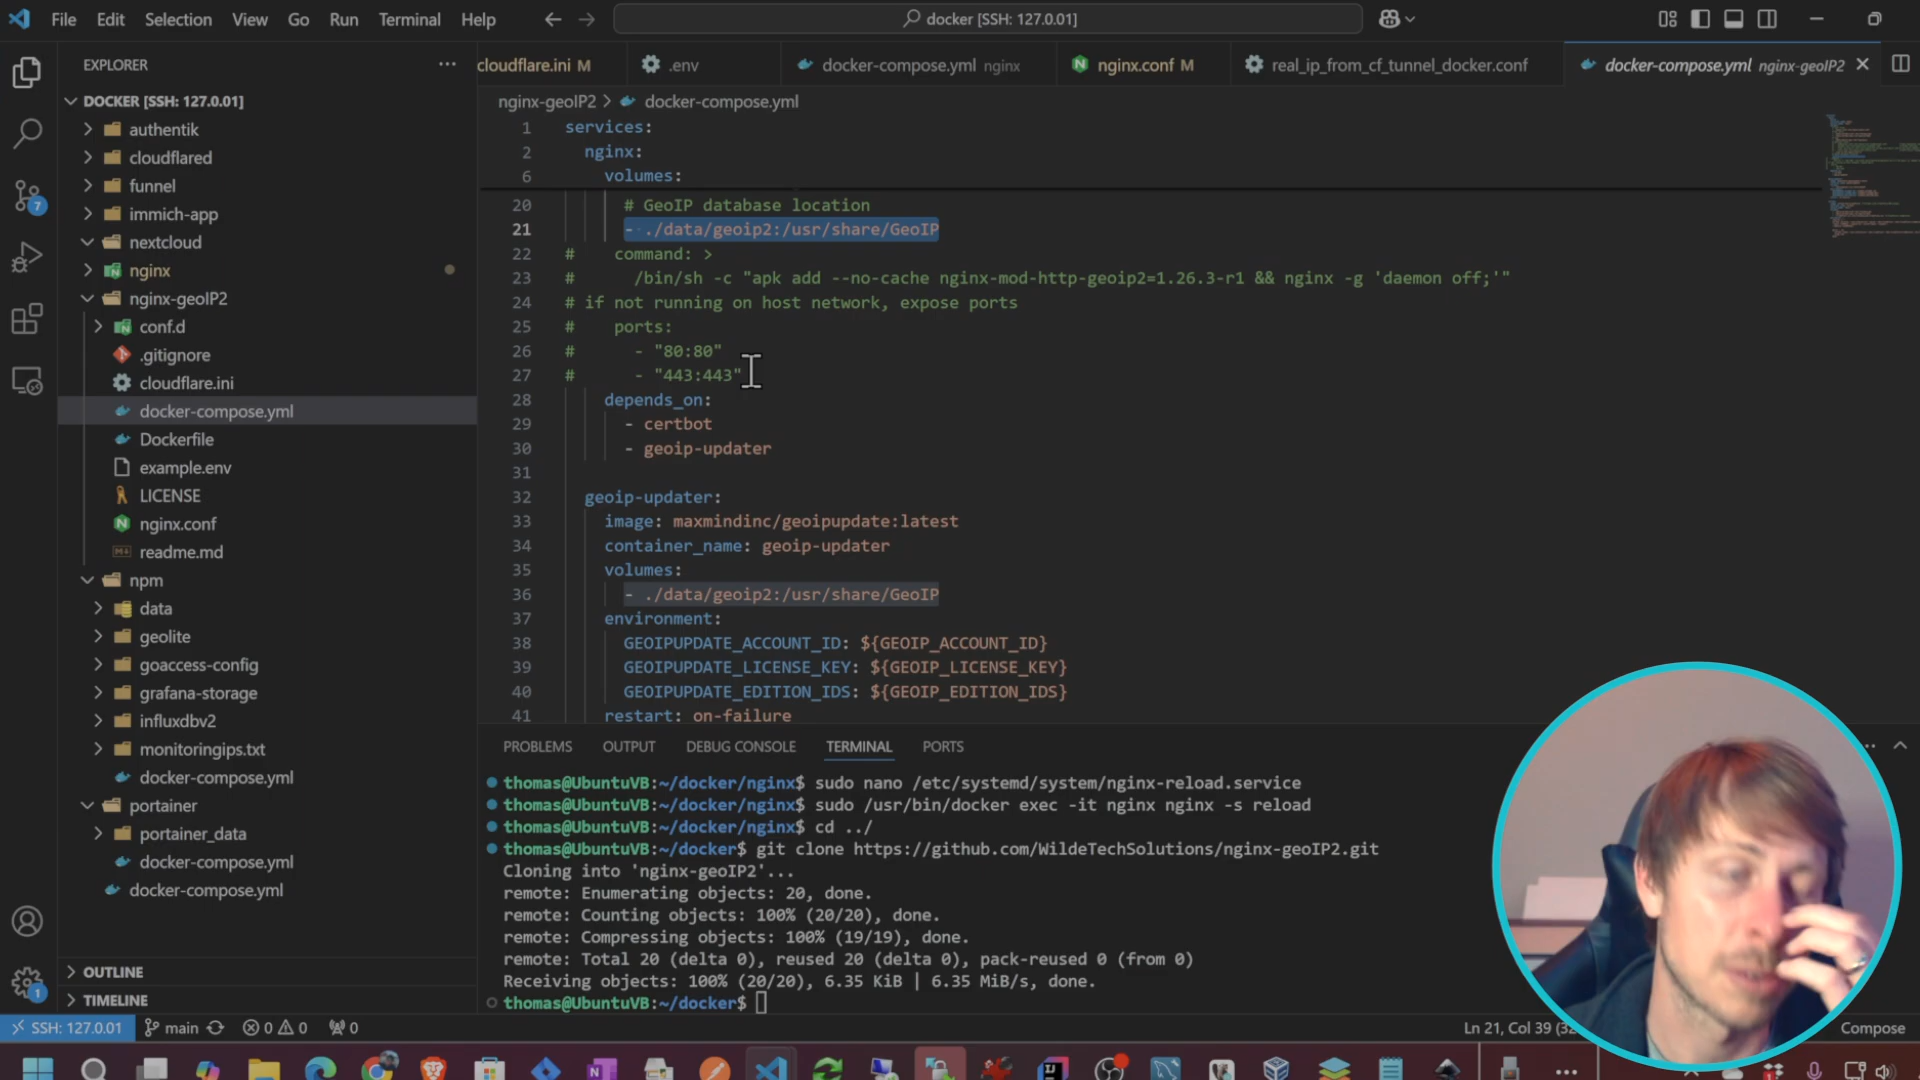 File Edit Selection View Go Run Terminal Help
docker [SSH: 127.0.01]
EXPLORER
cloudflare.ini M
.env
docker-compose.yml nginx
nginx.conf M
real_ip_from_cf_tunnel_docker.conf
docker-compose.yml nginx-geoIP2
nginx-geoIP2 > docker-compose.yml
DOCKER [SSH: 127.0.01]
authentik
cloudflared
funnel
immich-app
nextcloud
nginx
nginx-geoIP2
conf.d
.gitignore
cloudflare.ini
docker-compose.yml
Dockerfile
example.env
LICENSE
nginx.conf
readme.md
npm
data
geolite
goaccess-config
grafana-storage
influxdbv2
monitoringips.txt
docker-compose.yml
portainer
portainer_data
docker-compose.yml
docker-compose.yml
OUTLINE
TIMELINE
7
1
1 services:
2 nginx:
6 volumes:
20 # GeoIP database location
21 - ./data/geoip2:/usr/share/GeoIP
22 # command: >
23 # /bin/sh -c "apk add --no-cache nginx-mod-http-geoip2=1.26.3-r1 && nginx -g 'daemon off;'"
24 # if not running on host network, expose ports
25 # ports:
26 # - "80:80"
27 # - "443:443"
28 depends_on:
29 - certbot
30 - geoip-updater
31
32 geoip-updater:
33 image: maxmindinc/geoipupdate:latest
34 container_name: geoip-updater
35 volumes:
36 - ./data/geoip2:/usr/share/GeoIP
37 environment:
38 GEOIPUPDATE_ACCOUNT_ID: ${GEOIP_ACCOUNT_ID}
39 GEOIPUPDATE_LICENSE_KEY: ${GEOIP_LICENSE_KEY}
40 GEOIPUPDATE_EDITION_IDS: ${GEOIP_EDITION_IDS}
41 restart: on-failure
PROBLEMS OUTPUT DEBUG CONSOLE TERMINAL PORTS
thomas@UbuntuVB:~/docker/nginx$ sudo nano /etc/systemd/system/nginx-reload.service
thomas@UbuntuVB:~/docker/nginx$ sudo /usr/bin/docker exec -it nginx nginx -s reload
thomas@UbuntuVB:~/docker/nginx$ cd ../
thomas@UbuntuVB:~/docker$ git clone https://github.com/WildeTechSolutions/nginx-geoIP2.git
Cloning into 'nginx-geoIP2'...
remote: Enumerating objects: 20, done.
remote: Counting objects: 100% (20/20), done.
remote: Compressing objects: 100% (19/19), done.
remote: Total 20 (delta 0), reused 20 (delta 0), pack-reused 0 (from 0)
Receiving objects: 100% (20/20), 6.35 KiB | 6.35 MiB/s, done.
thomas@UbuntuVB:~/docker$
SSH: 127.0.01 main 0 0 0 Ln 21, Col 39 Compose